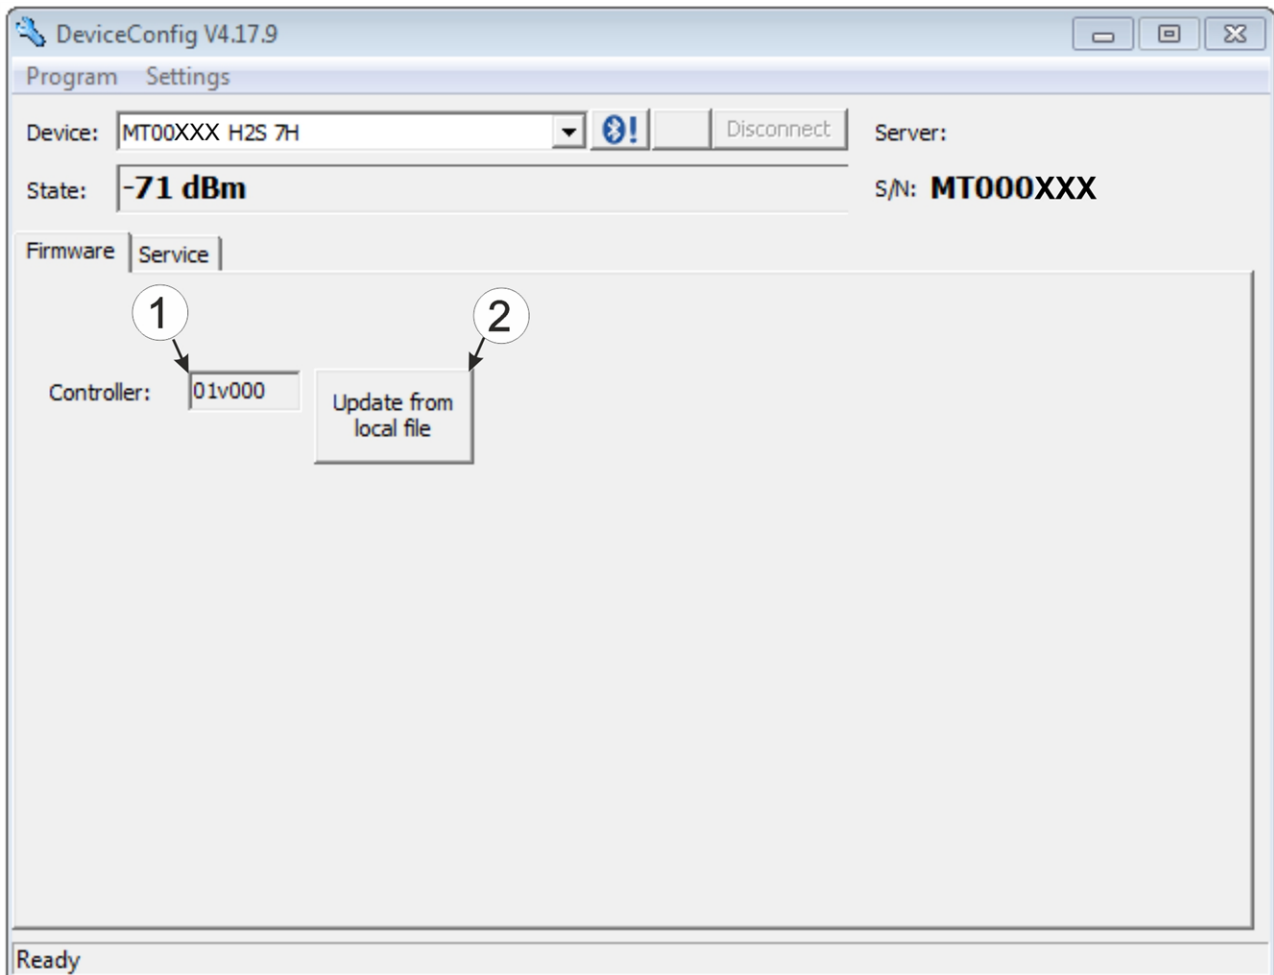 DeviceConfig V4.17.9
Program Settings
Device: MT00XXX H2S 7H Disconnect Server:
State: -71 dBm S/N: MT000XXX
Firmware Service
1 2
Controller: 01v000 Update from
local file
Ready